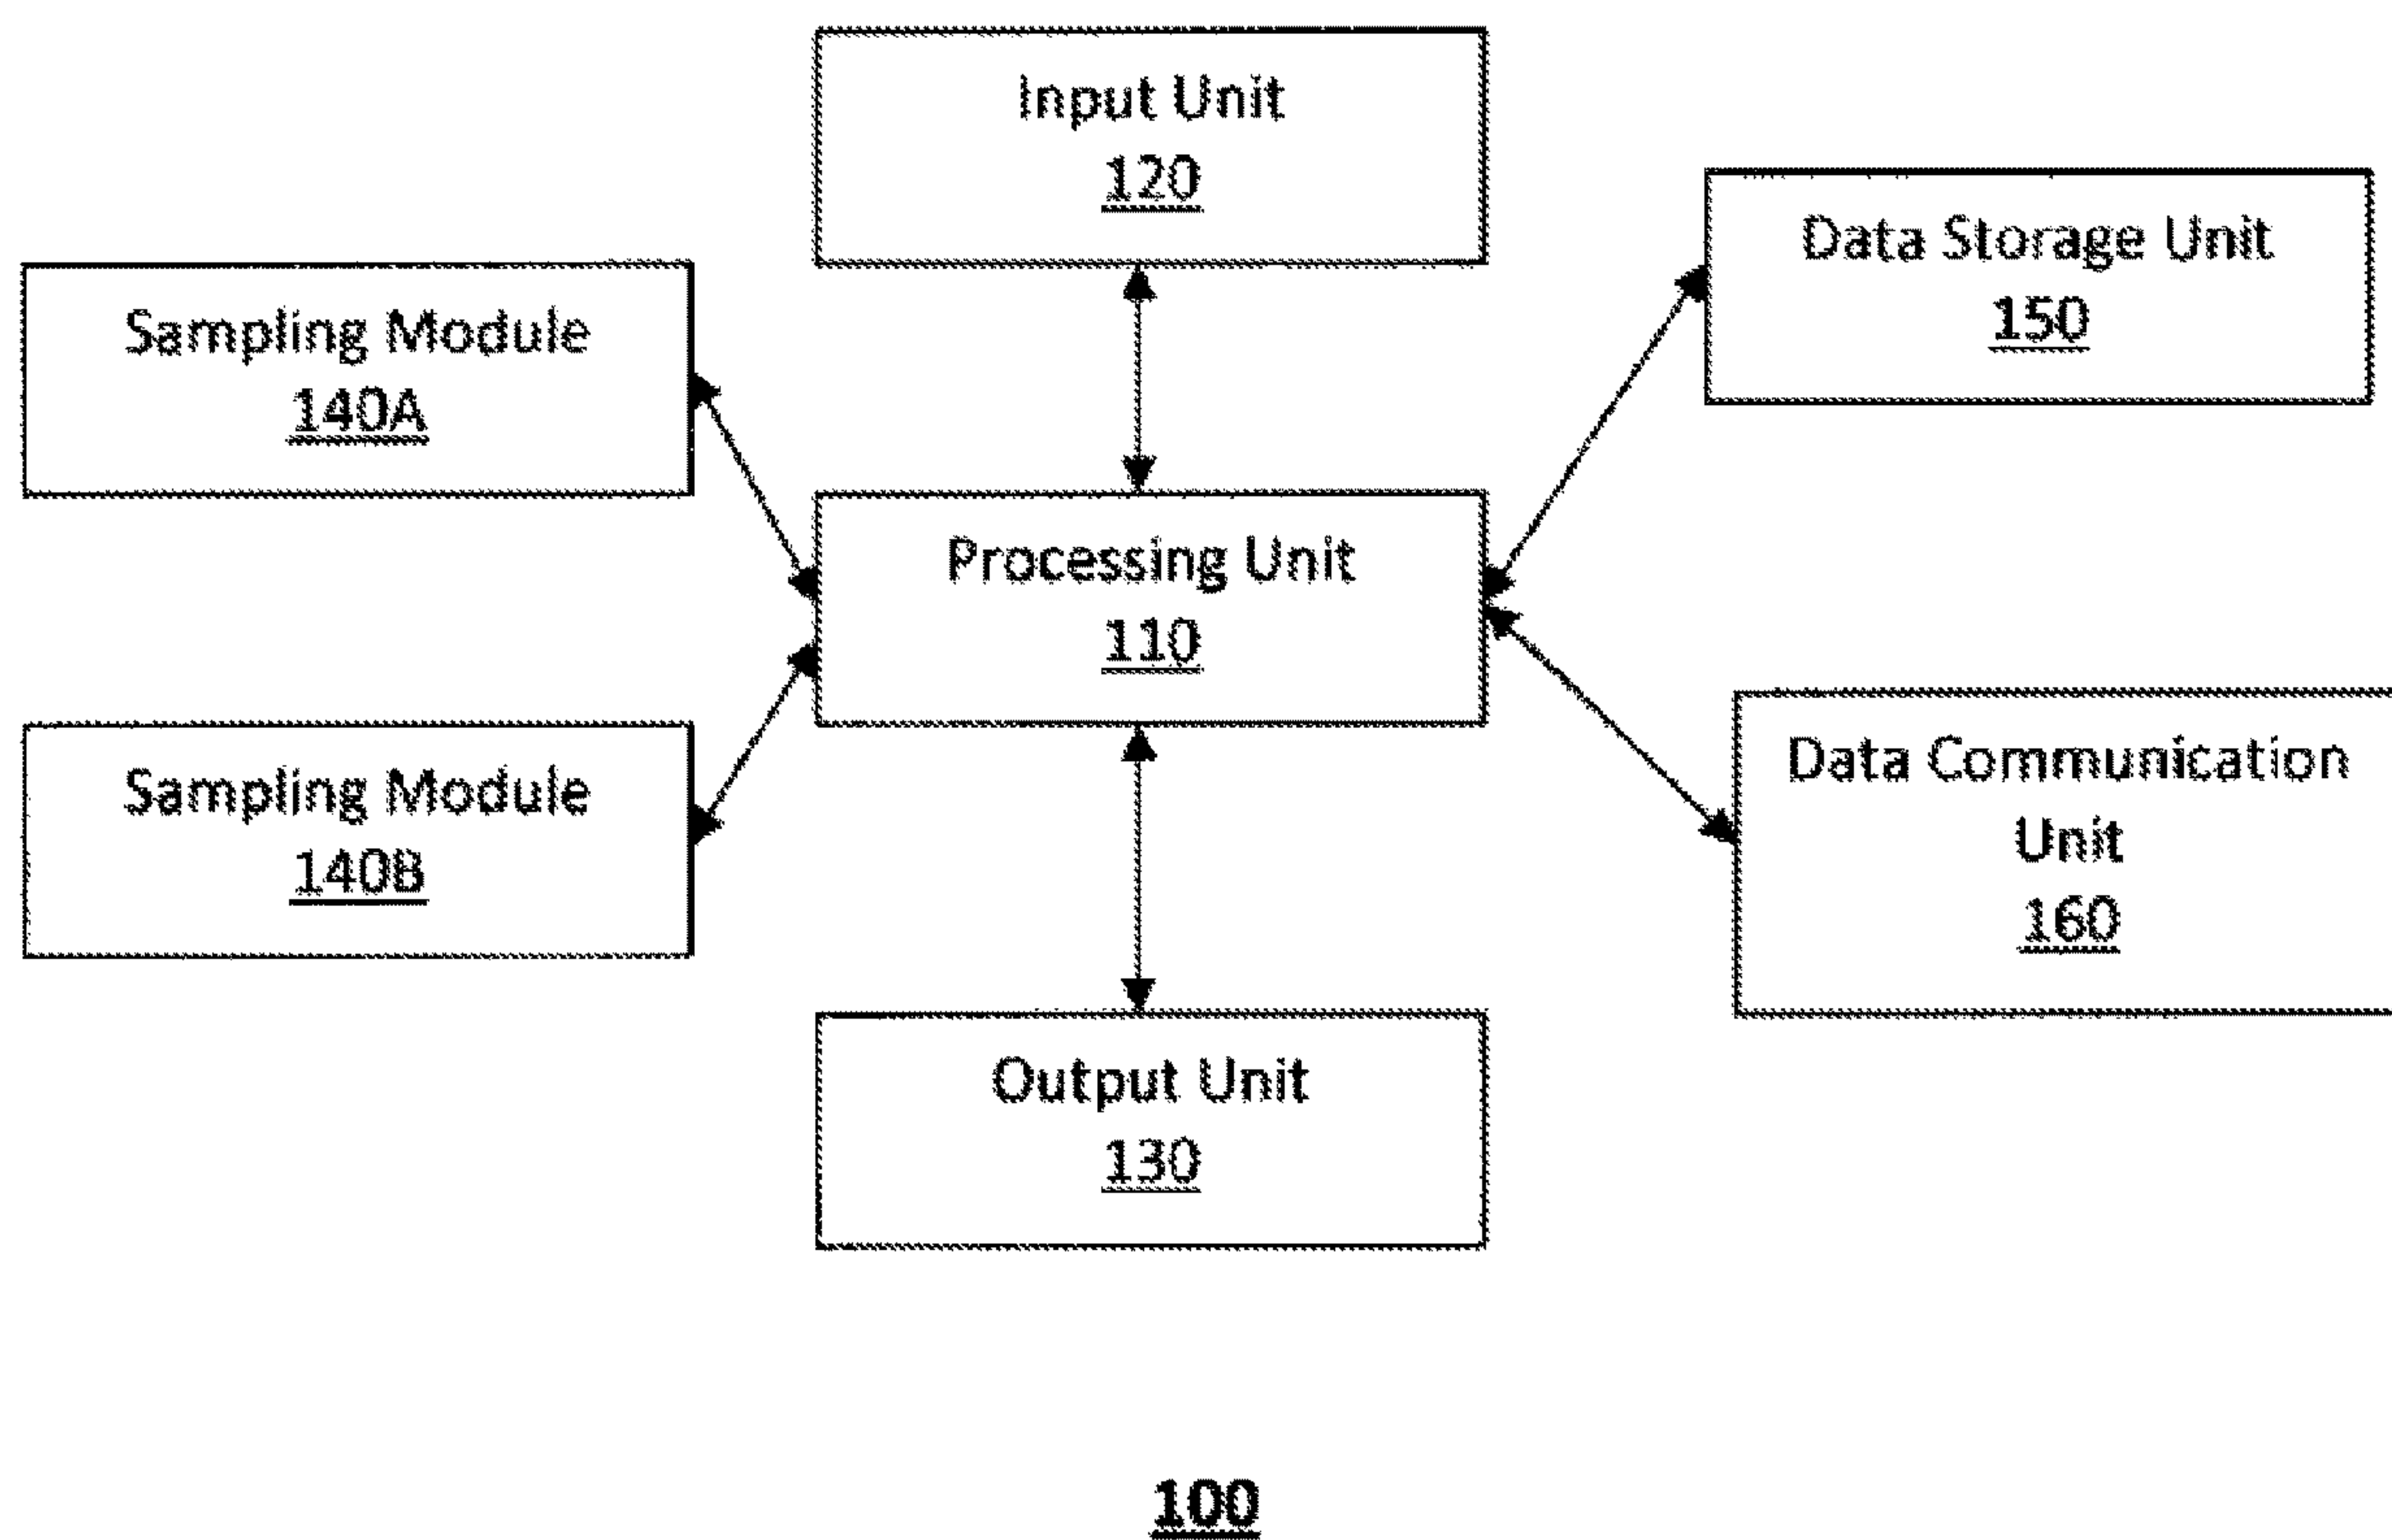 Input Unit
120
Data Storage Unit
150
Sampling Module
140A
Processing Unit
110
Data Communication
Unit
160
Sampling Module
140B
Output Unit
130
100